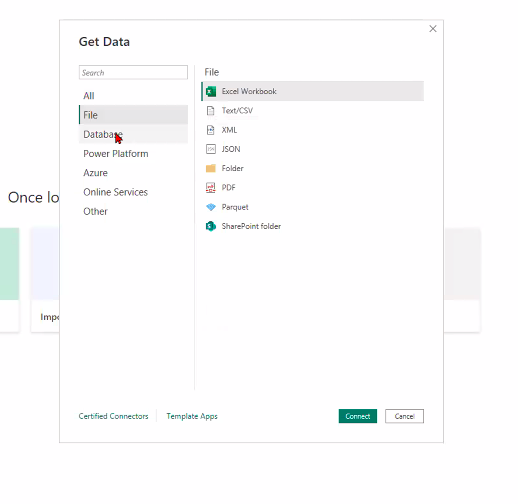 Get Data
Search
All
File
Database
Power Platform
Azure
Online Services
Other
File
Excel Workbook
Text/CSV
XML
JSON
Folder
PDF
Parquet
SharePoint folder
Once lo
Impo
Certified Connectors
Template Apps
Connect
Cancel